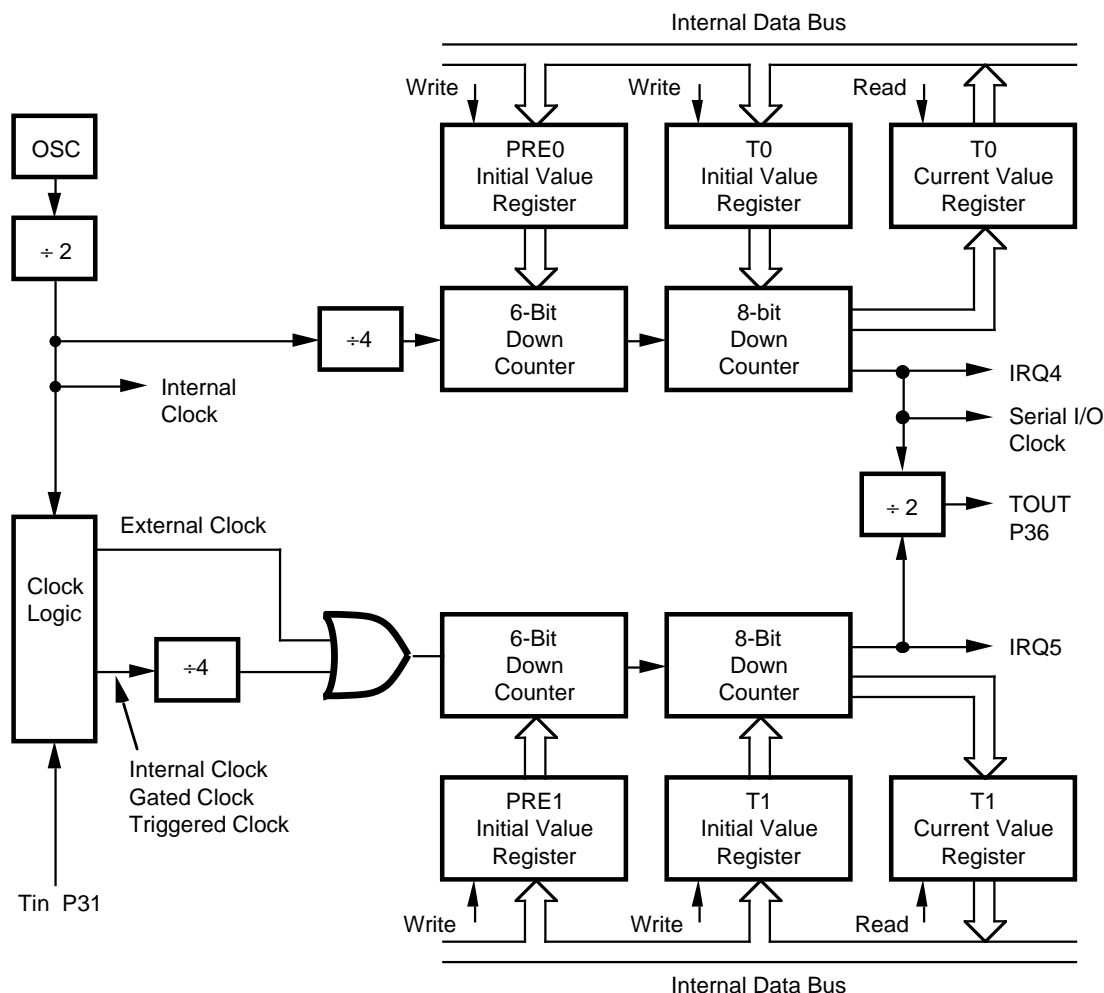 Internal Data Bus
Write
Write
Read
OSC
PRE0
Initial Value
Register
T0
Initial Value
Register
T0
Current Value
Register
÷ 2
÷4
6-Bit
Down
Counter
8-bit
Down
Counter
Internal
Clock
IRQ4
Serial I/O
Clock
÷ 2
TOUT
P36
External Clock
Clock
Logic
÷4
6-Bit
Down
Counter
8-Bit
Down
Counter
IRQ5
Internal Clock
Gated Clock
Triggered Clock
PRE1
Initial Value
Register
T1
Initial Value
Register
T1
Current Value
Register
Tin P31
Write
Write
Read
Internal Data Bus